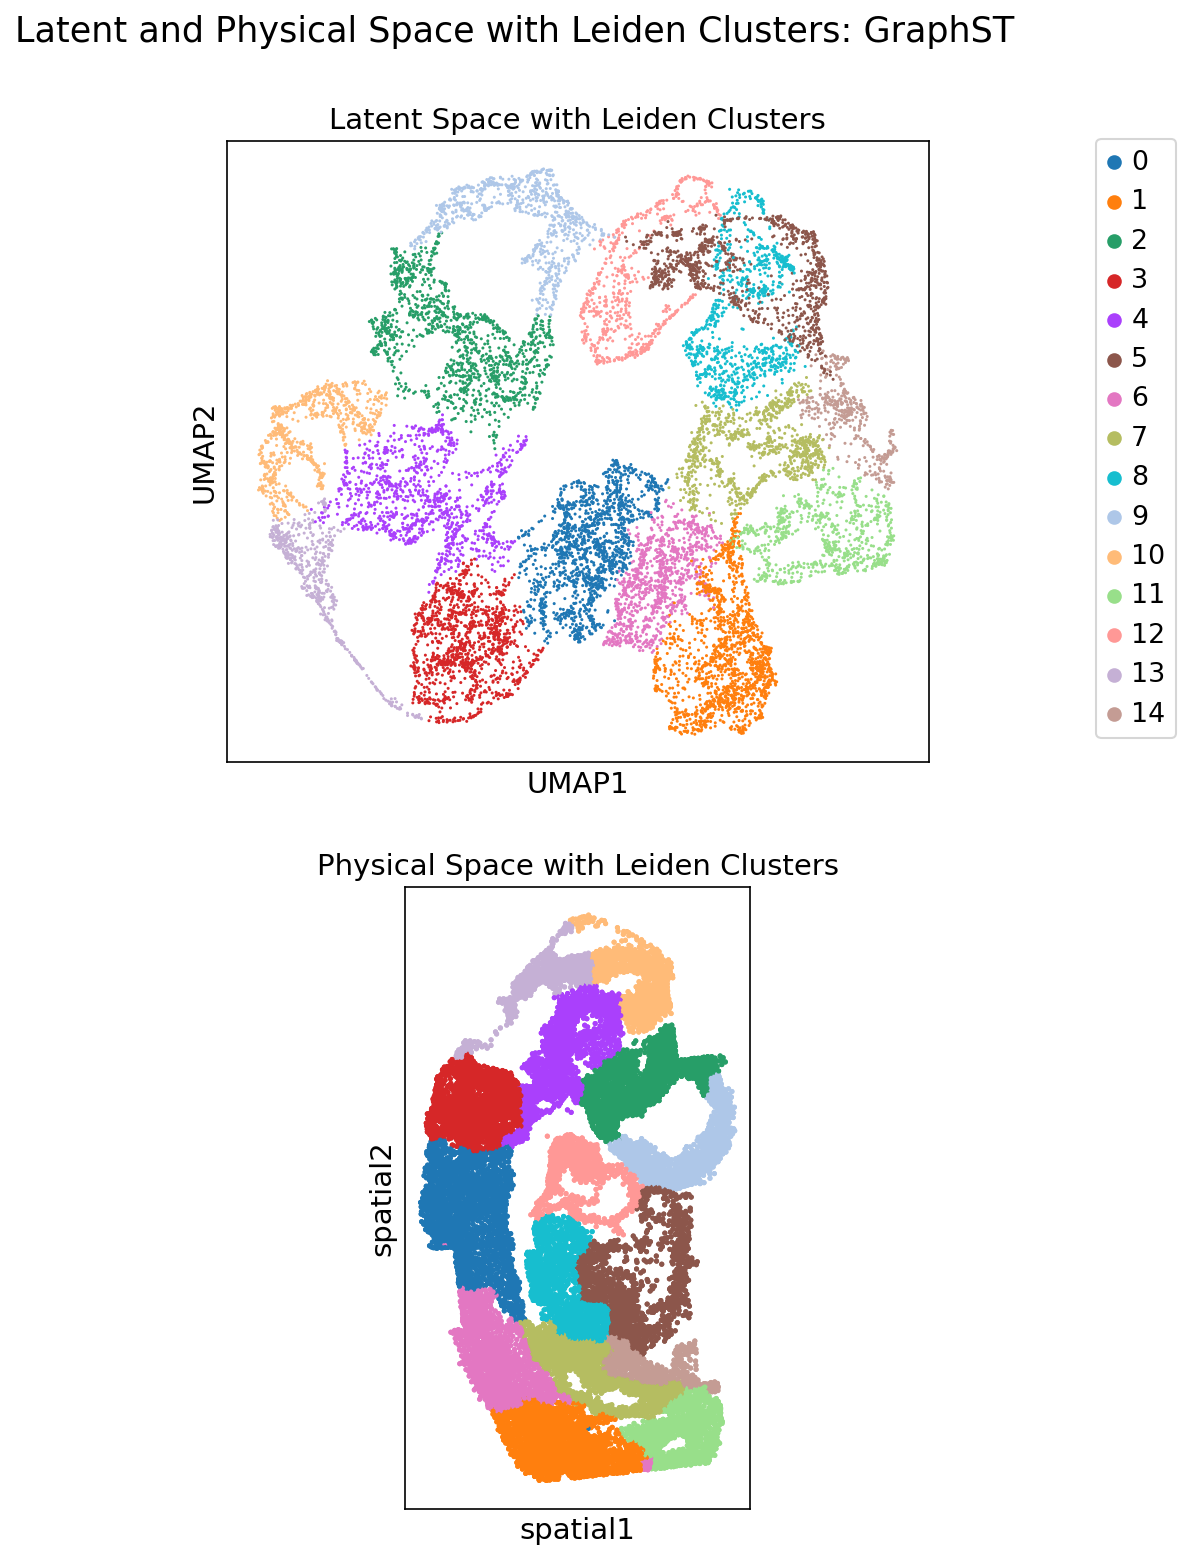 Latent and Physical Space with Leiden Clusters: GraphST
Latent Space with Leiden Clusters
UMAP2
UMAP1
0
1
2
3
4
5
6
7
8
9
10
11
12
13
14
Physical Space with Leiden Clusters
spatial2
spatial1